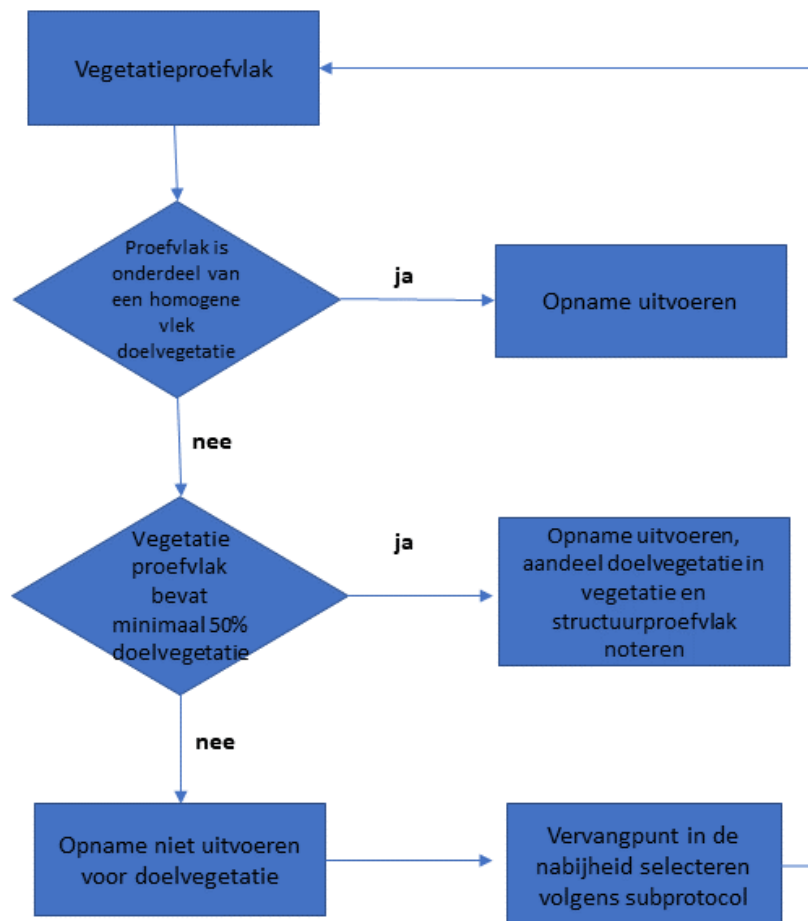 Vegetatieproefvlak
Proefvlak is
onderdeel van
een homogene
vlek
doelvegetatie
ja
Opname uitvoeren
nee
Vegetatie
proefvlak
bevat
minimaal 50%
doelvegetatie
ja
Opname uitvoeren,
aandeel doelvegetatie in
vegetatie en
structuurproefvlak
noteren
nee
Opname niet uitvoeren
voor doelvegetatie
Vervangpunt in de
nabijheid selecteren
volgens subprotocol